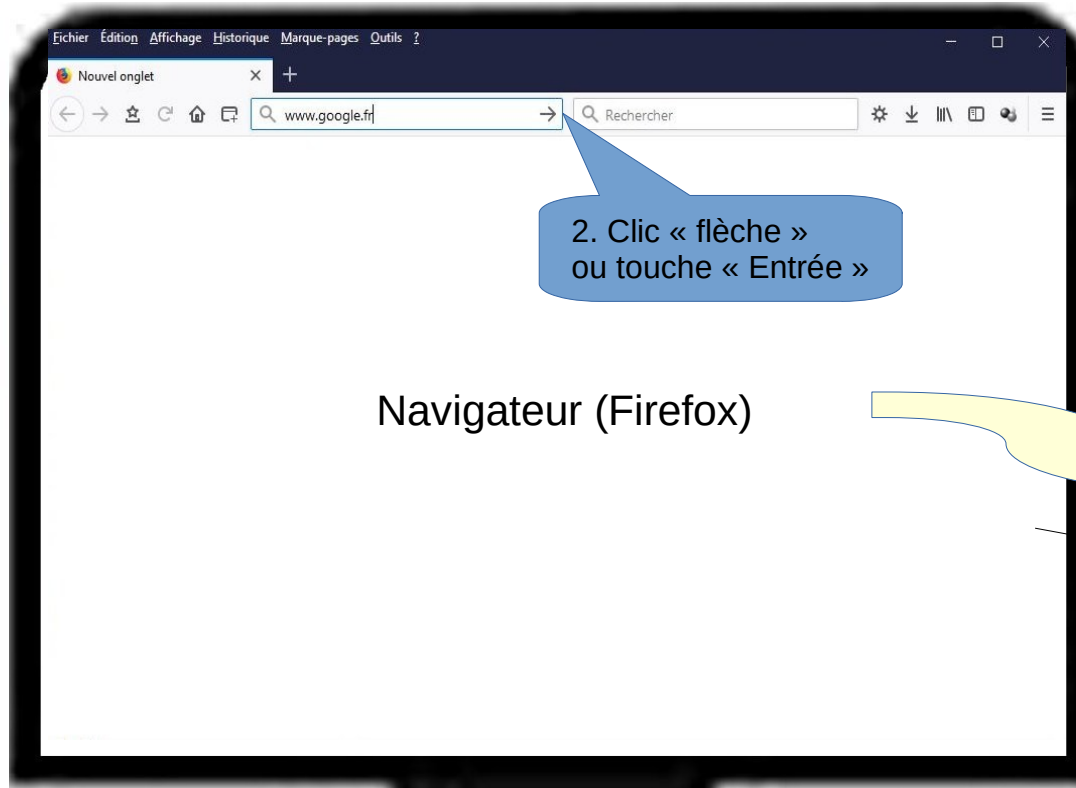 Fichier Édition Affichage Historique Marque-pages Outils ?
Nouvel onglet
www.google.fr
Rechercher
2. Clic « flèche »
ou touche « Entrée »
Navigateur (Firefox)